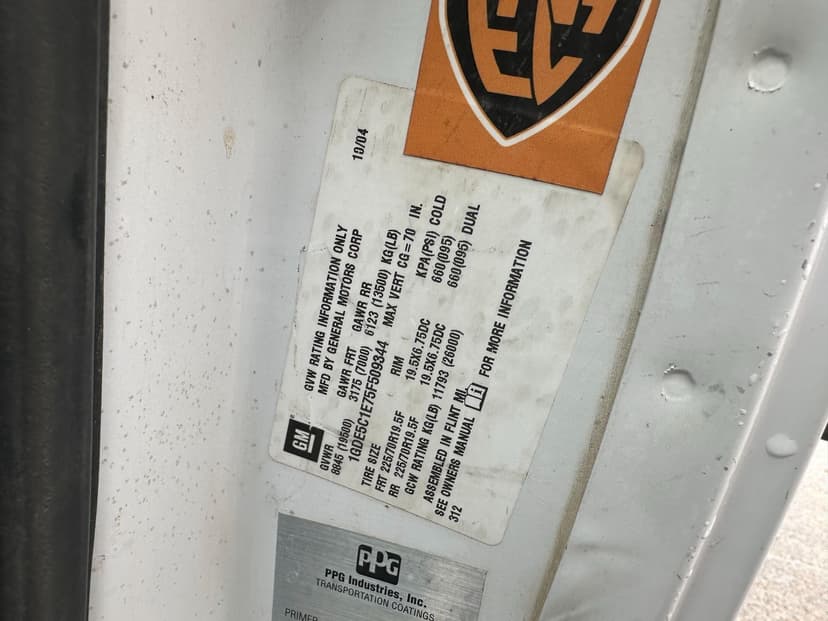 10/04
GVW RATING INFORMATION ONLY
MFD BY GENERAL MOTORS CORP
GM
GVWR GAWR FRT GAWR RR
8845 (19500) 3175 (7000) 6123 (13500) KG(LB)
1GDE5C1E75F509344 MAX VERT CG = 70 IN.
TIRE SIZE RIM KPA(PSI) COLD
FRT 225/70R19.5F 19.5X6.75DC 660(095)
RR 225/70R19.5F 19.5X6.75DC 660(095) DUAL
GCW RATING KG(LB) 11793 (26000)
ASSEMBLED IN FLINT MI.
SEE OWNERS MANUAL FOR MORE INFORMATION
312
PPG
PPG Industries, Inc.
TRANSPORTATION COATINGS
PRIMER